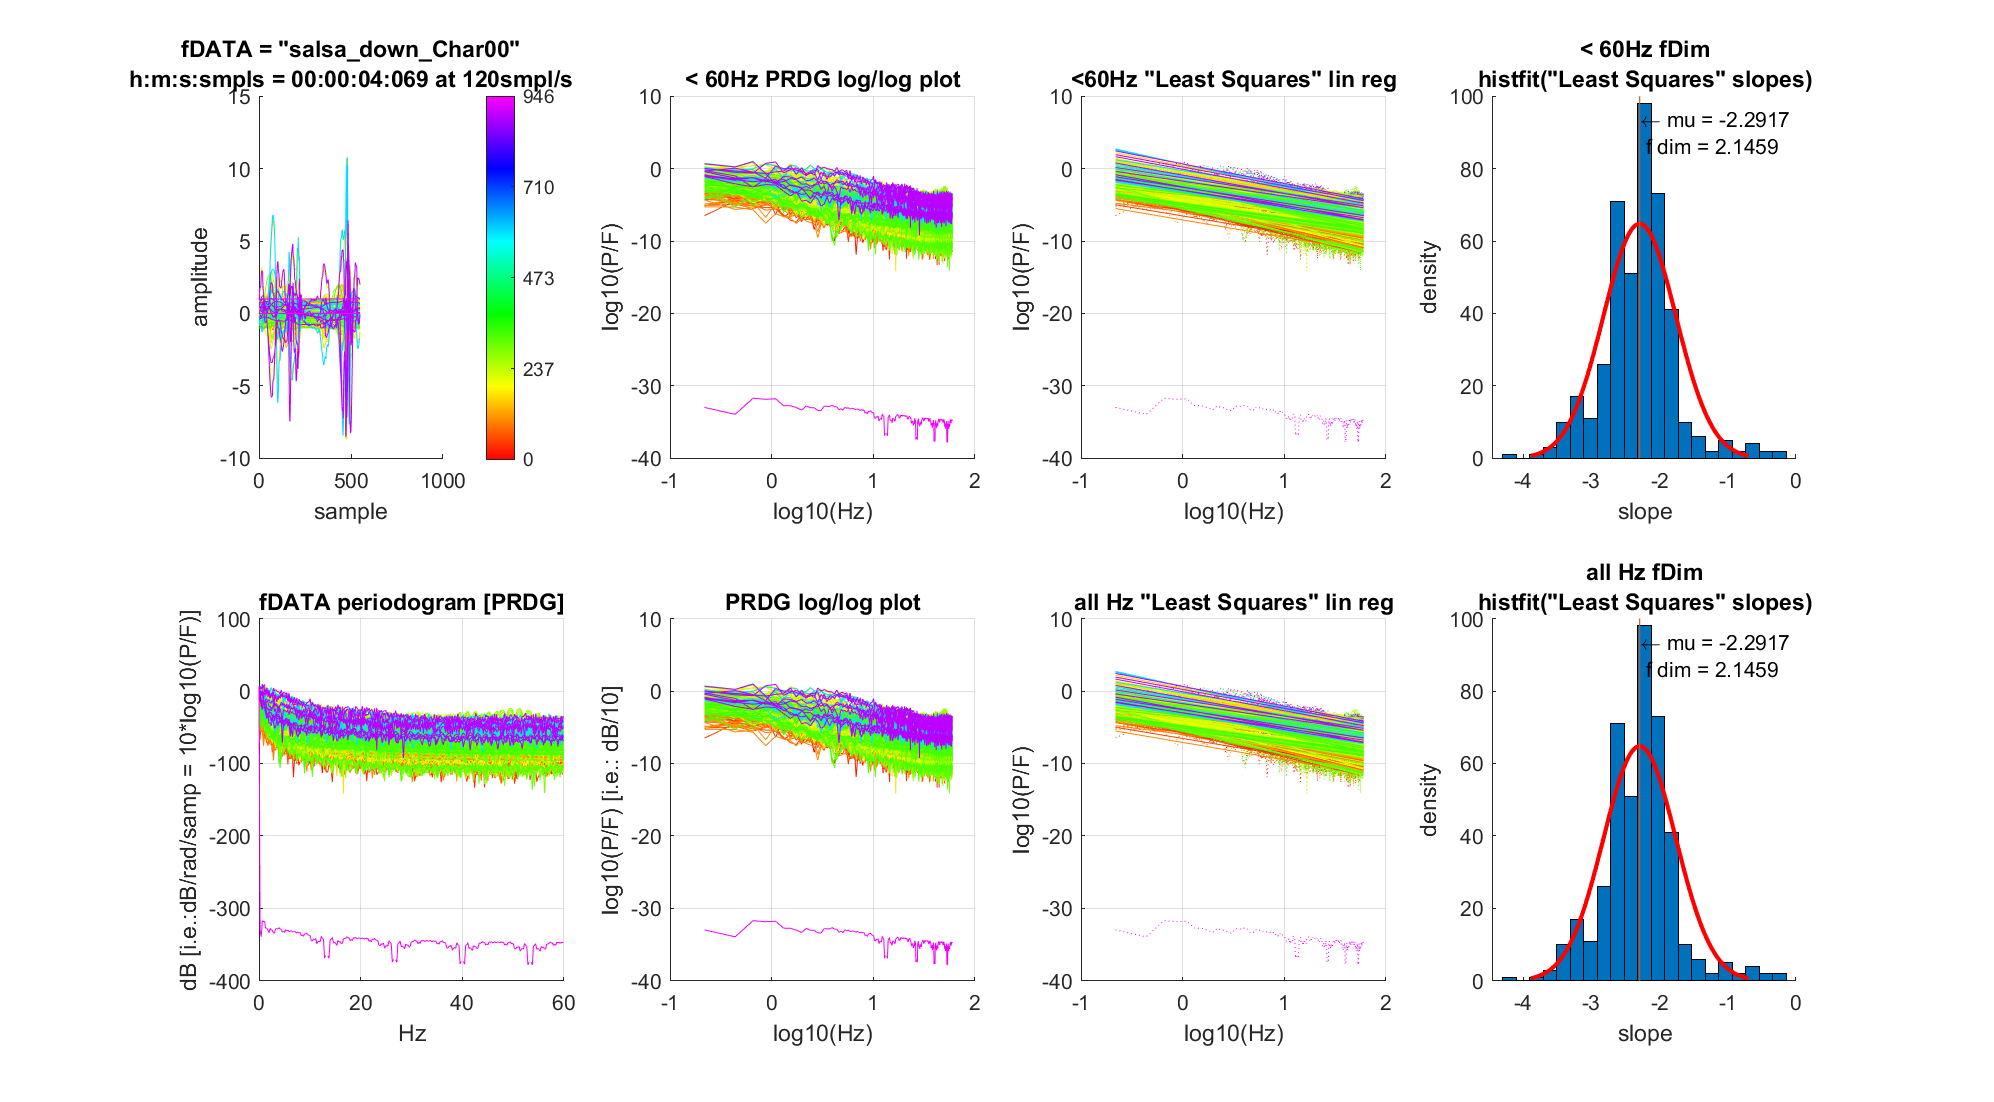 fDATA = "salsa_down_Char00"
h:m:s:smpls = 00:00:04:069 at 120smpl/s
15
10
5
0
-5
-10
amplitude
0
500
1000
sample
946
710
473
237
0
< 60Hz PRDG log/log plot
10
0
-10
-20
-30
-40
log10(P/F)
-1
0
1
2
log10(Hz)
<60Hz "Least Squares" lin reg
10
0
-10
-20
-30
-40
log10(P/F)
-1
0
1
2
log10(Hz)
< 60Hz fDim
histfit("Least Squares" slopes)
100
80
60
40
20
0
density
← mu = -2.2917
f dim = 2.1459
-4
-3
-2
-1
0
slope
fDATA periodogram [PRDG]
100
0
-100
-200
-300
-400
dB [i.e.:dB/rad/samp = 10*log10(P/F)]
0
20
40
60
Hz
PRDG log/log plot
10
0
-10
-20
-30
-40
log10(P/F) [i.e.: dB/10]
-1
0
1
2
log10(Hz)
all Hz "Least Squares" lin reg
10
0
-10
-20
-30
-40
log10(P/F)
-1
0
1
2
log10(Hz)
all Hz fDim
histfit("Least Squares" slopes)
100
80
60
40
20
0
density
← mu = -2.2917
f dim = 2.1459
-4
-3
-2
-1
0
slope